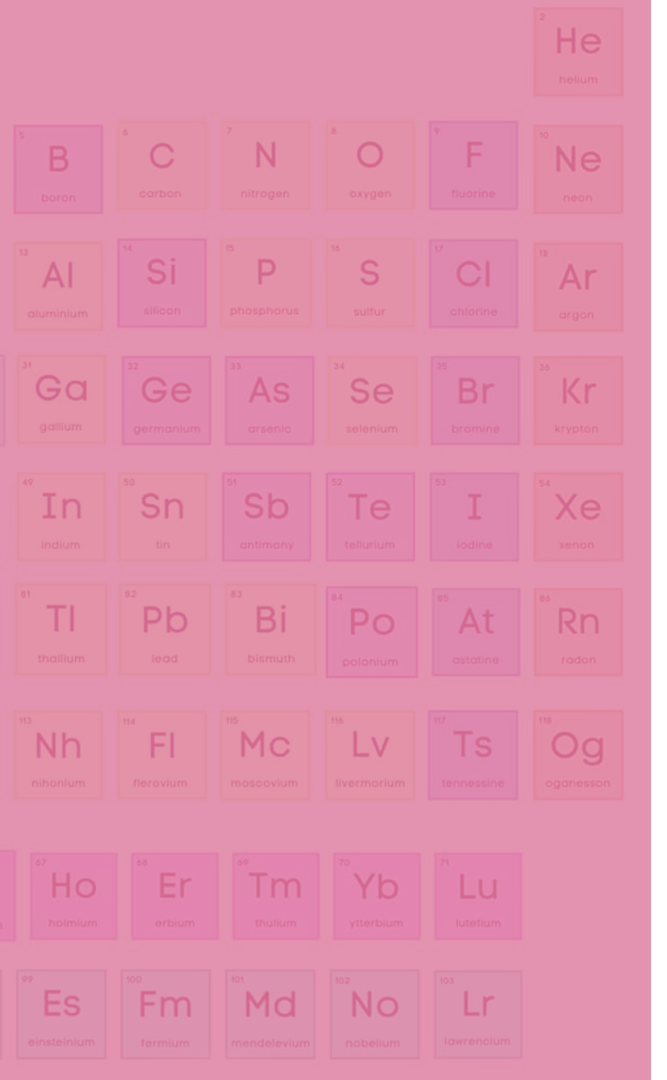 2
He
helium
5 6 7 8 9 10
B C N O F Ne
boron carbon nitrogen oxygen fluorine neon
13 14 15 16 17 18
Al Si P S Cl Ar
aluminium silicon phosphorus sulfur chlorine argon
31 32 33 34 35 36
Ga Ge As Se Br Kr
gallium germanium arsenic selenium bromine krypton
49 50 51 52 53 54
In Sn Sb Te I Xe
indium tin antimony tellurium iodine xenon
81 82 83 84 85 86
Tl Pb Bi Po At Rn
thallium lead bismuth polonium astatine radon
113 114 115 116 117 118
Nh Fl Mc Lv Ts Og
nihonium flerovium moscovium livermorium tennessine oganesson
67 68 69 70 71
Ho Er Tm Yb Lu
holmium erbium thulium ytterbium lutetium
99 100 101 102 103
Es Fm Md No Lr
einsteinium fermium mendelevium nobelium lawrencium